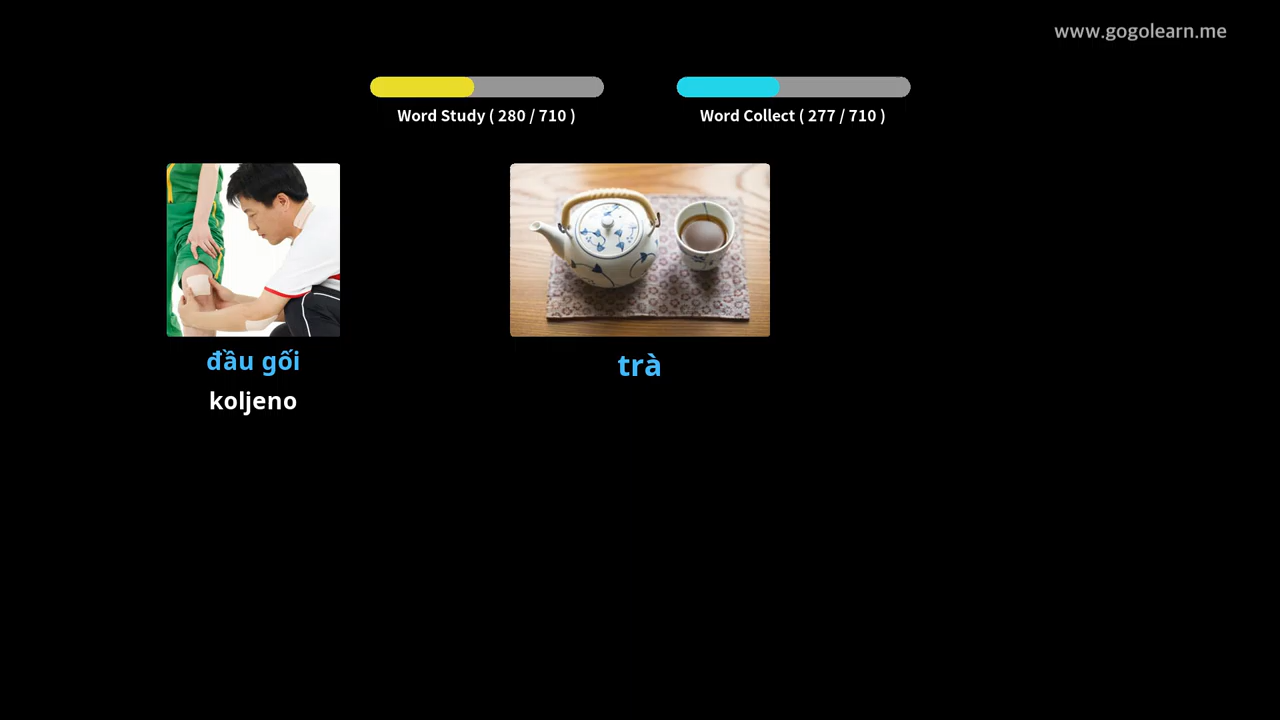 www.gogolearn.me
Word Study ( 280 / 710 )
Word Collect ( 277 / 710 )
đầu gối
koljeno
trà